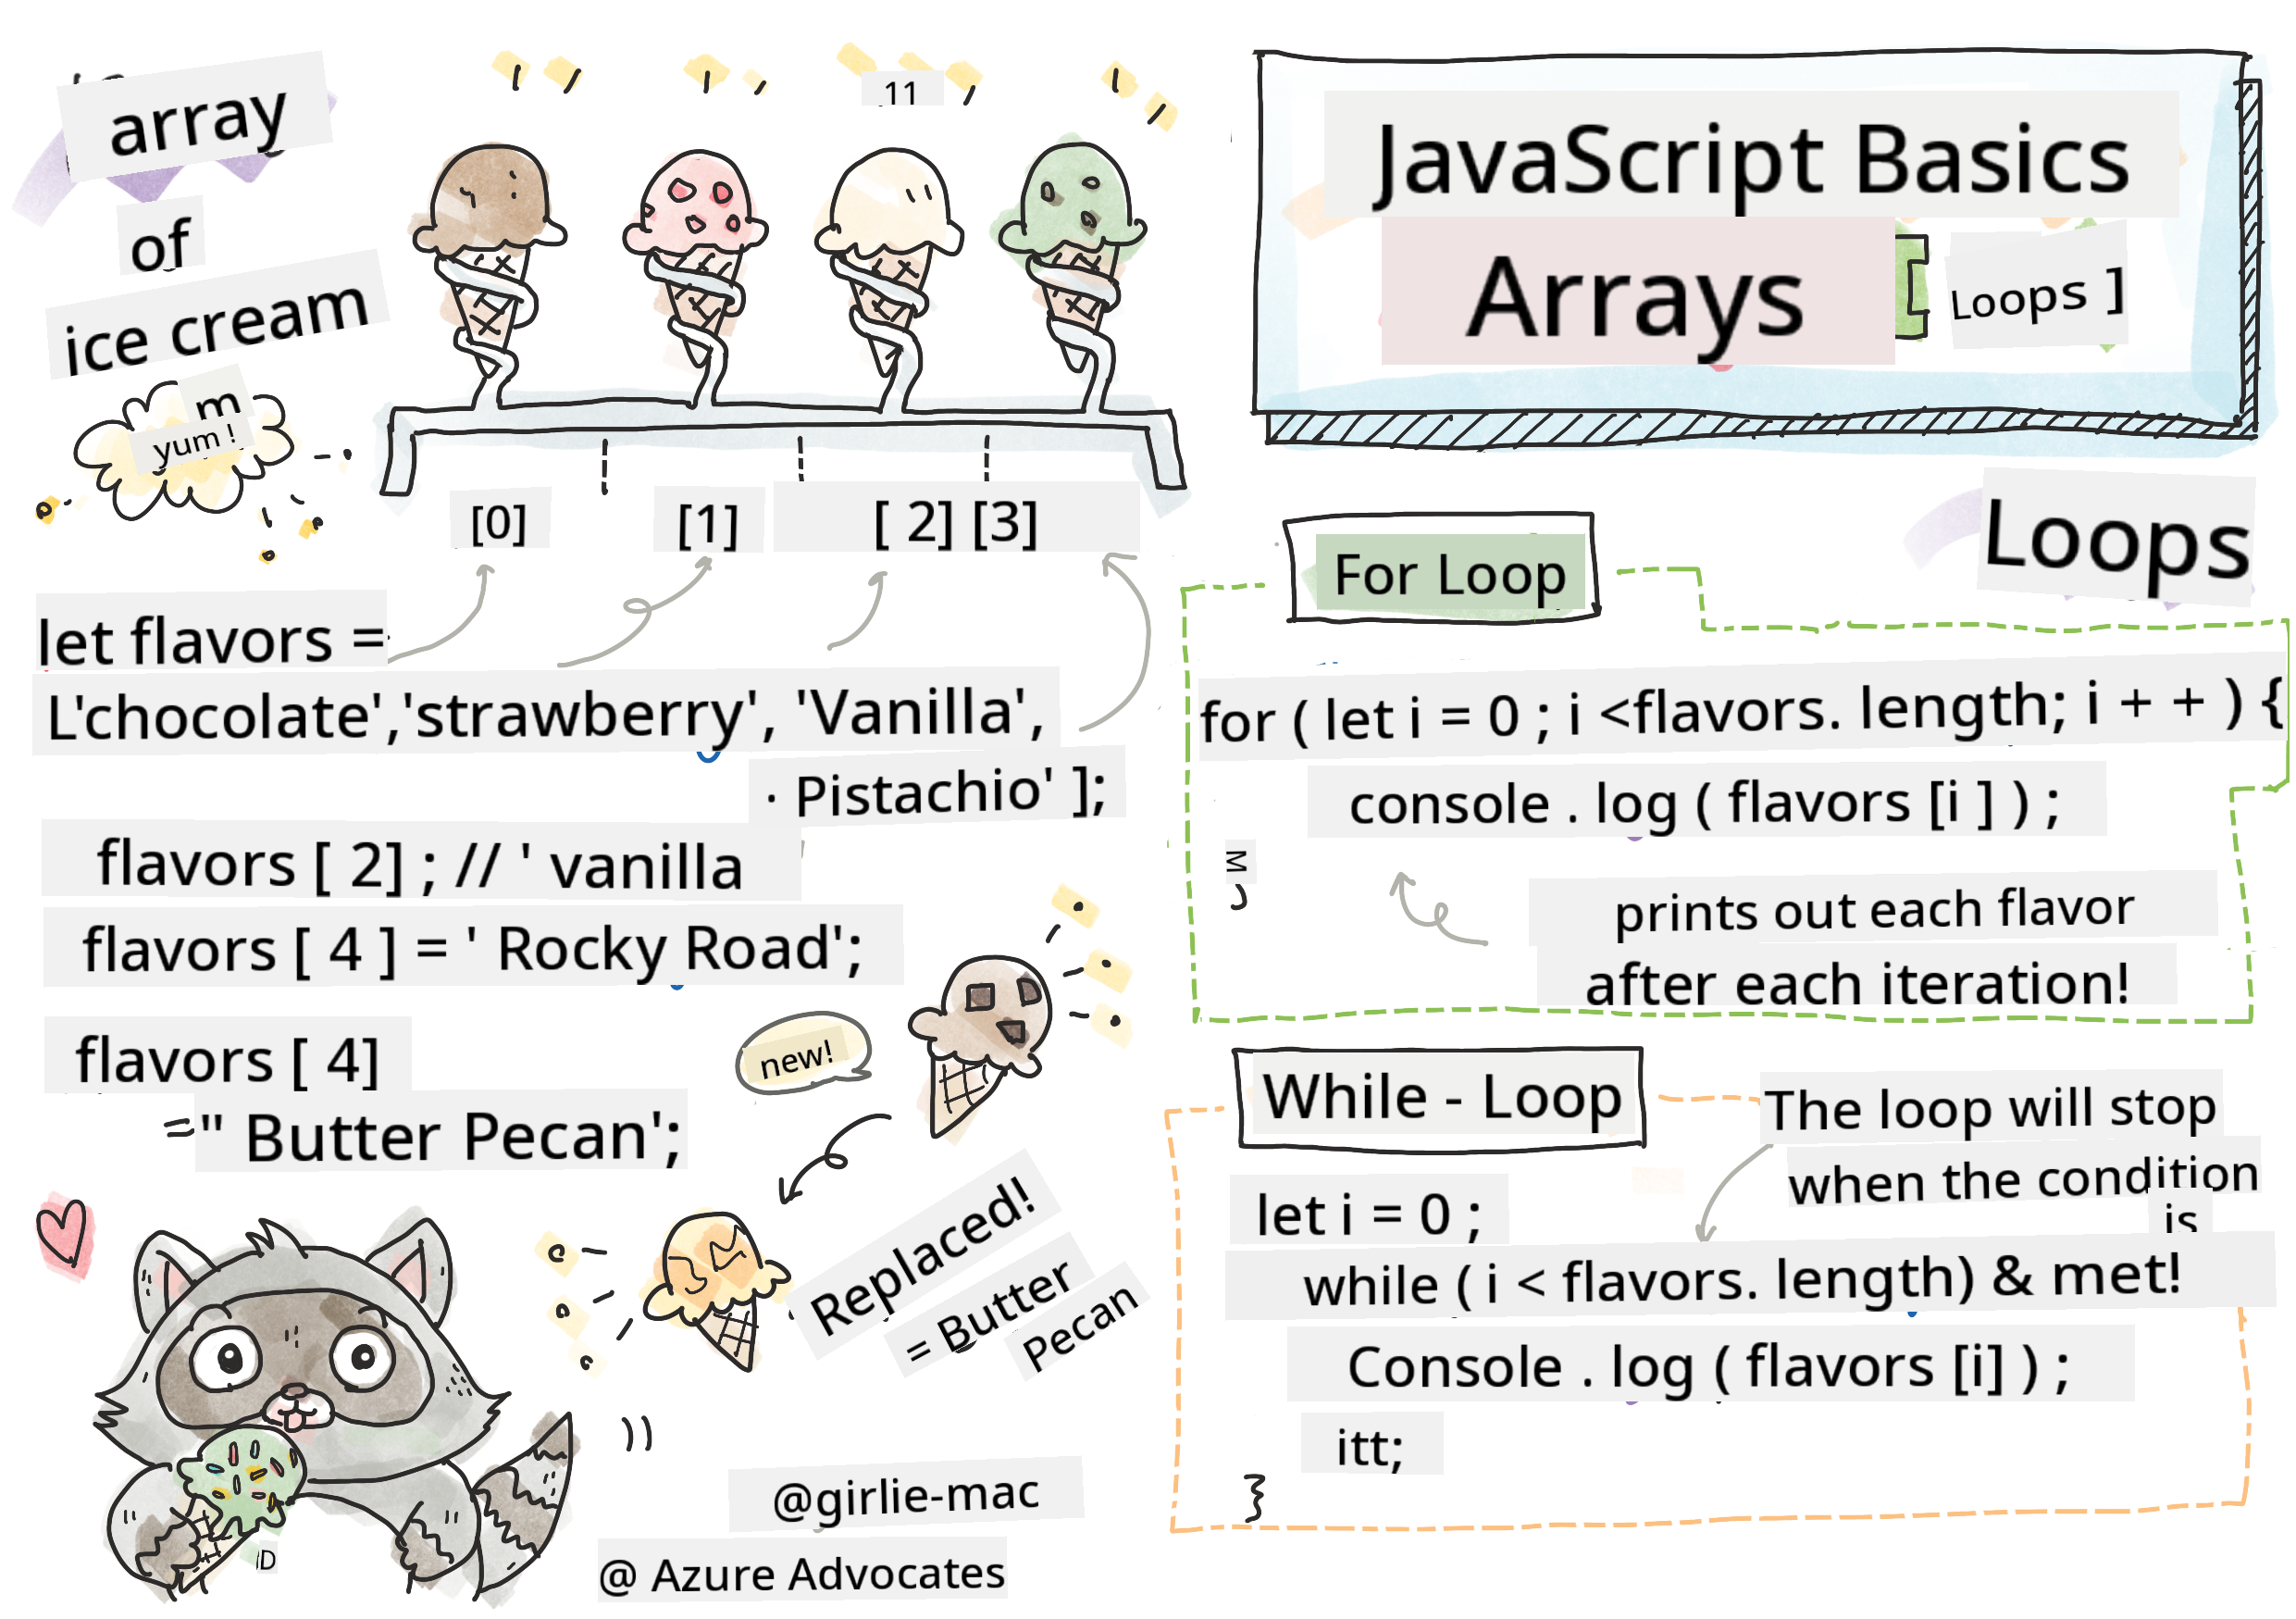 array
of
ice cream
m
yum !
11
[0] [1] [ 2] [3]
let flavors =
L'chocolate','strawberry', 'Vanilla',
· Pistachio' ];
flavors [ 2] ; // ' vanilla
flavors [ 4 ] = ' Rocky Road';
flavors [ 4]
=" Butter Pecan';
new!
Replaced!
= Butter
Pecan
D
@girlie-mac
@ Azure Advocates
JavaScript Basics
Arrays [ Loops ]
Loops
For Loop
for ( let i = 0 ; i <flavors. length; i + + ) {
console . log ( flavors [i ] ) ;
prints out each flavor
after each iteration!
While - Loop
The loop will stop
when the condition
is
let i = 0 ;
while ( i < flavors. length) & met!
Console . log ( flavors [i] ) ;
itt;
}